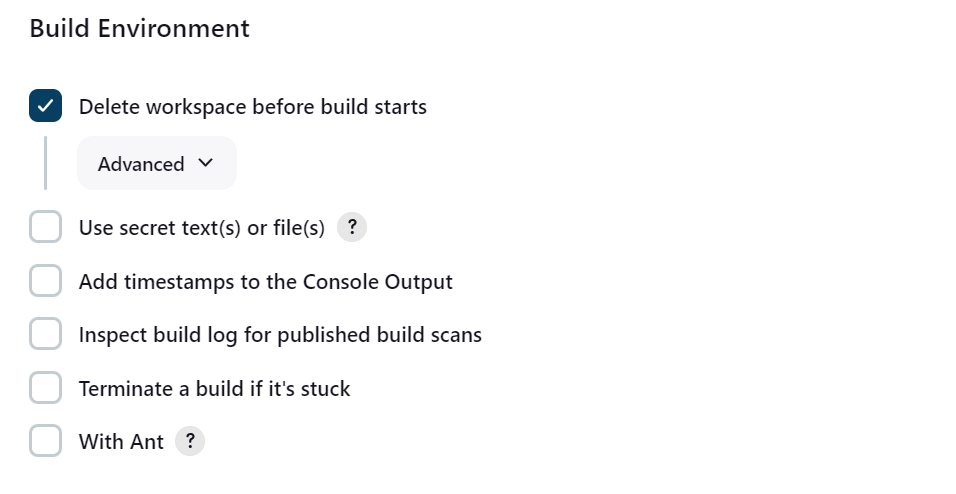 Build Environment
Delete workspace before build starts
Advanced
Use secret text(s) or file(s) ?
Add timestamps to the Console Output
Inspect build log for published build scans
Terminate a build if it's stuck
With Ant ?